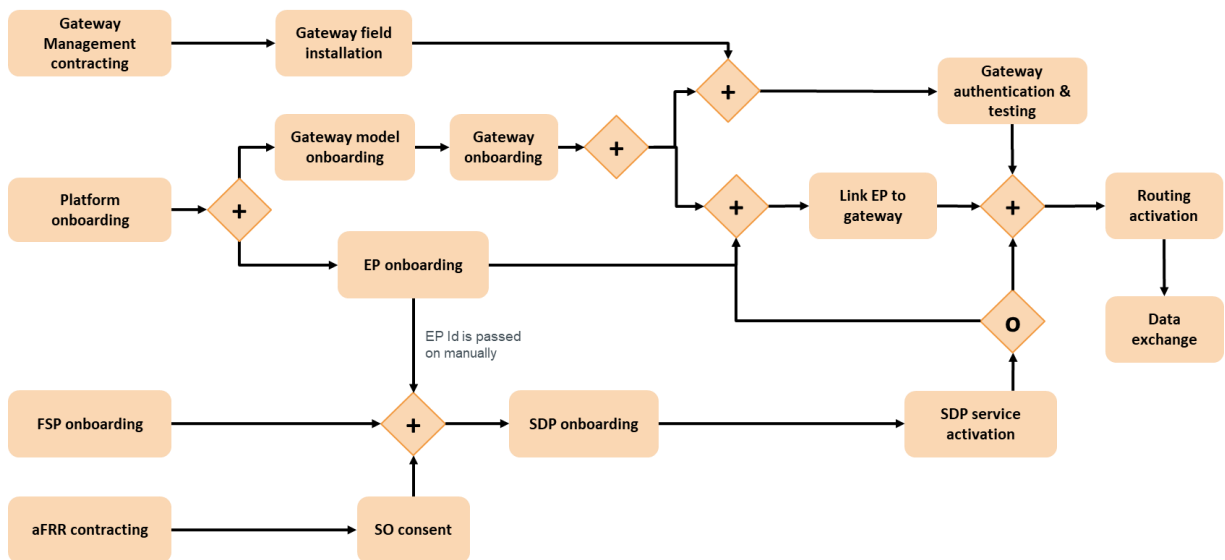 Gateway
Management
contracting
Gateway field
installation
+
Gateway
authentication &
testing
Gateway model
onboarding
Gateway
onboarding
+
Platform
onboarding
+
+
Link EP to
gateway
+
Routing
activation
EP onboarding
EP Id is passed
on manually
O
Data
exchange
FSP onboarding
+
SDP onboarding
SDP service
activation
aFRR contracting
SO consent